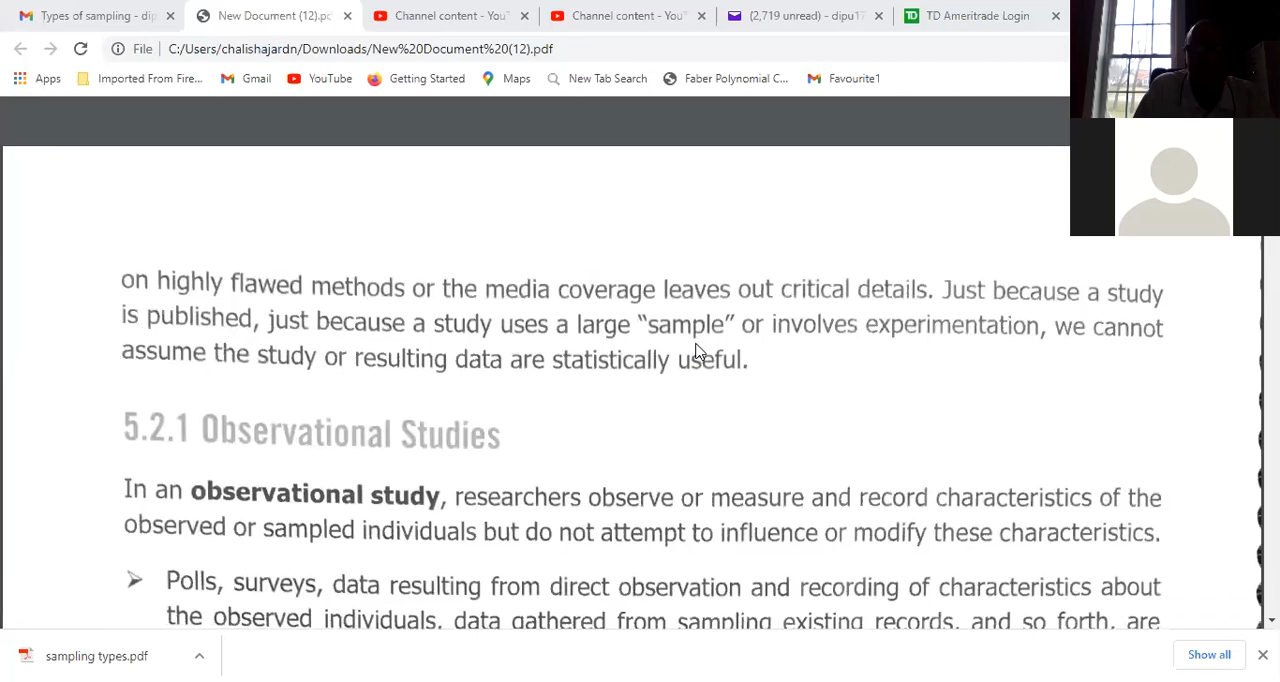 Types of sampling - dip
New Document (12).pd
Channel content - YouT
Channel content - YouT
(2,719 unread) - dipu17
TD Ameritrade Login
File C:/Users/chalishajardn/Downloads/New%20Document%20(12).pdf
Apps Imported From Fire... Gmail YouTube Getting Started Maps New Tab Search Faber Polynomial C... Favourite1
on highly flawed methods or the media coverage leaves out critical details. Just because a study
is published, just because a study uses a large “sample” or involves experimentation, we cannot
assume the study or resulting data are statistically useful.
5.2.1 Observational Studies
In an observational study, researchers observe or measure and record characteristics of the
observed or sampled individuals but do not attempt to influence or modify these characteristics.
➤ Polls, surveys, data resulting from direct observation and recording of characteristics about
the observed individuals, data gathered from sampling existing records, and so forth, are
sampling types.pdf
Show all